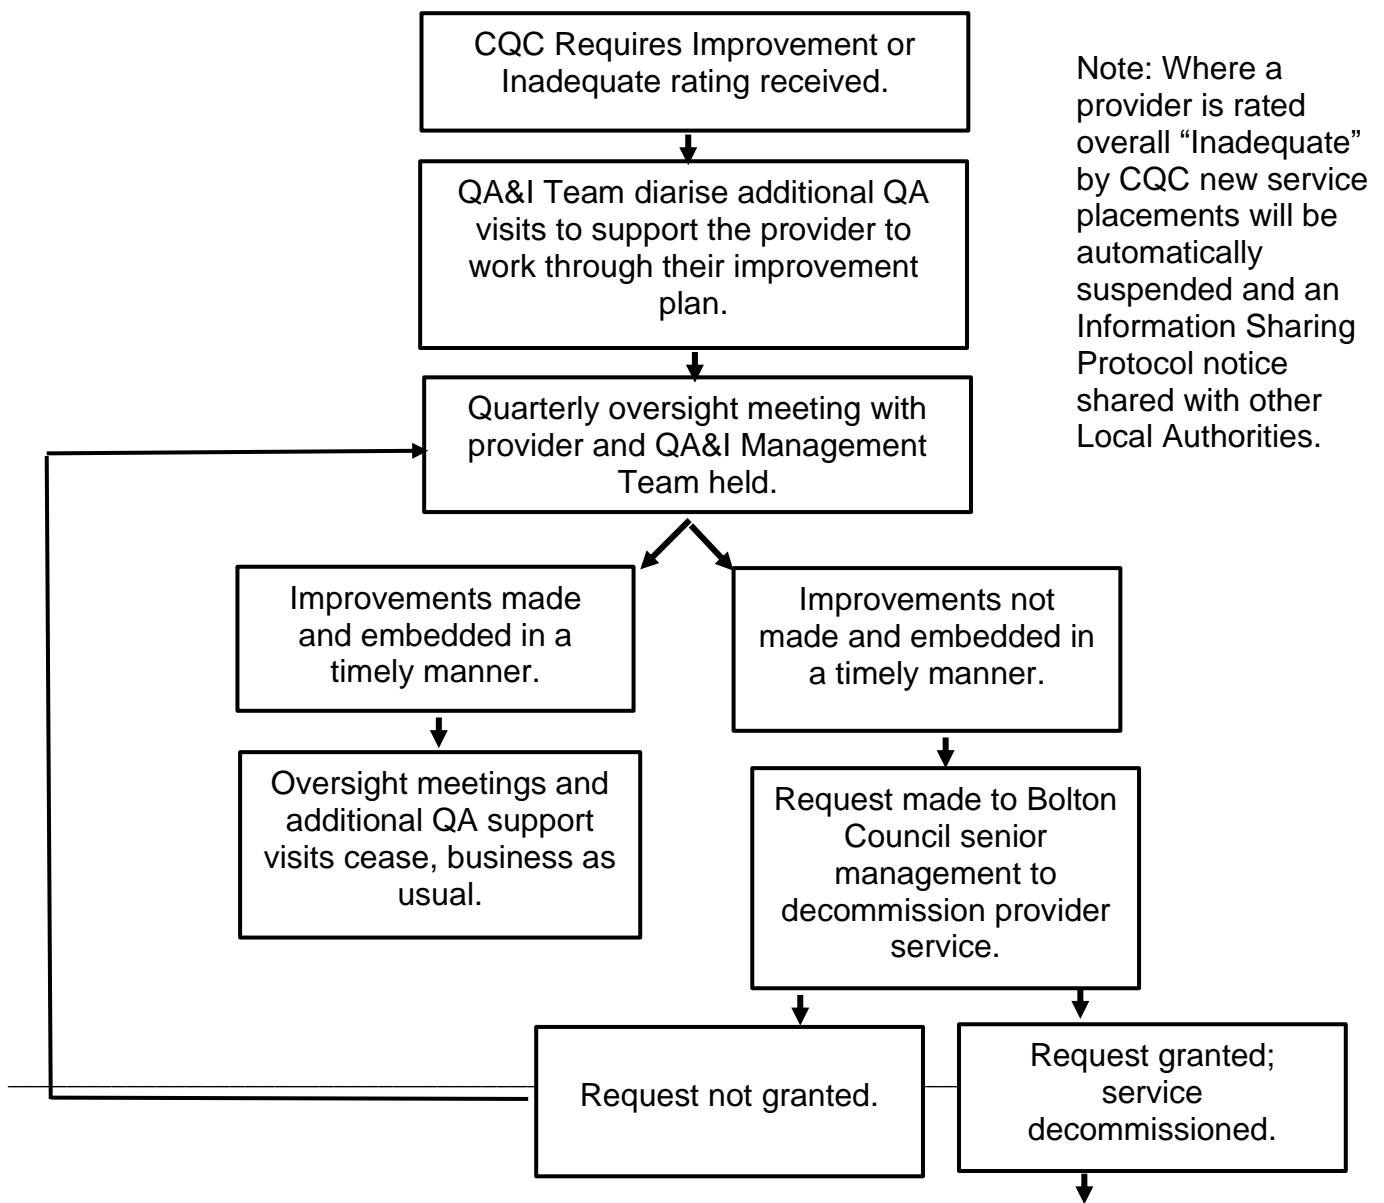 CQC Requires Improvement or
Inadequate rating received.
Note: Where a
provider is rated
overall “Inadequate”
by CQC new service
placements will be
automatically
suspended and an
Information Sharing
Protocol notice
shared with other
Local Authorities.
QA&I Team diarise additional QA
visits to support the provider to
work through their improvement
plan.
Quarterly oversight meeting with
provider and QA&I Management
Team held.
Improvements made
and embedded in a
timely manner.
Improvements not
made and embedded in
a timely manner.
Oversight meetings and
additional QA support
visits cease, business as
usual.
Request made to Bolton
Council senior
management to
decommission provider
service.
Request not granted.
Request granted;
service
decommissioned.